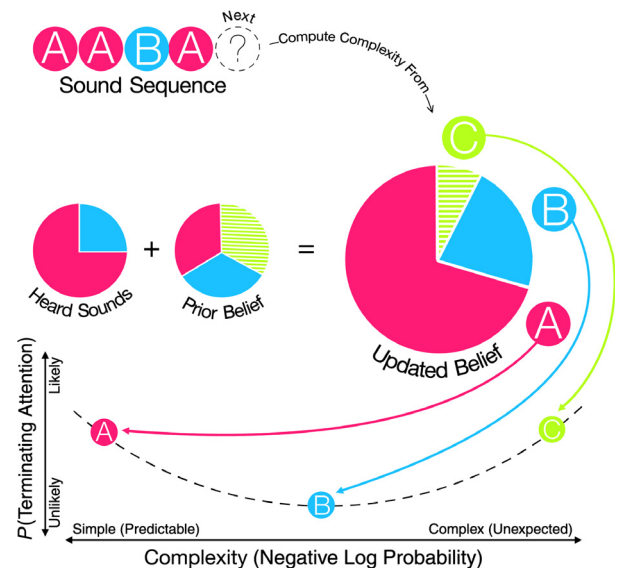 Next
A A B A ?
Compute Complexity From
Sound Sequence
C
B
+ =
A
Heard Sounds
Prior Belief
Updated Belief
P(Terminating Attention)
Likely
Unlikely
A
C
B
Simple (Predictable)
Complex (Unexpected)
Complexity (Negative Log Probability)